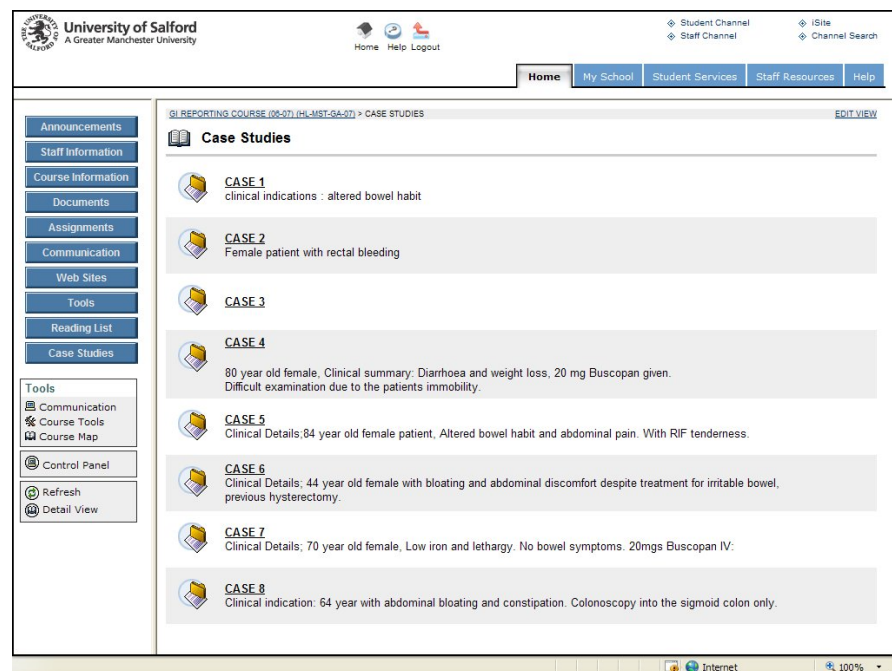 THE UNIVERSITY OF SALFORD
University of Salford
A Greater Manchester University
Home Help Logout
Student Channel
Staff Channel
iSite
Channel Search
Home
My School
Student Services
Staff Resources
Help
Announcements
Staff Information
Course Information
Documents
Assignments
Communication
Web Sites
Tools
Reading List
Case Studies
Tools
Communication
Course Tools
Course Map
Control Panel
Refresh
Detail View
GI REPORTING COURSE (06-07) (HL-MST-GA-07) > CASE STUDIES
EDIT VIEW
Case Studies
CASE 1
clinical indications : altered bowel habit
CASE 2
Female patient with rectal bleeding
CASE 3
CASE 4
80 year old female, Clinical summary: Diarrhoea and weight loss, 20 mg Buscopan given.
Difficult examination due to the patients immobility.
CASE 5
Clinical Details;84 year old female patient, Altered bowel habit and abdominal pain. With RIF tenderness.
CASE 6
Clinical Details; 44 year old female with bloating and abdominal discomfort despite treatment for irritable bowel,
previous hysterectomy.
CASE 7
Clinical Details; 70 year old female, Low iron and lethargy. No bowel symptoms. 20mgs Buscopan IV:
CASE 8
Clinical indication: 64 year with abdominal bloating and constipation. Colonoscopy into the sigmoid colon only.
Internet
100%